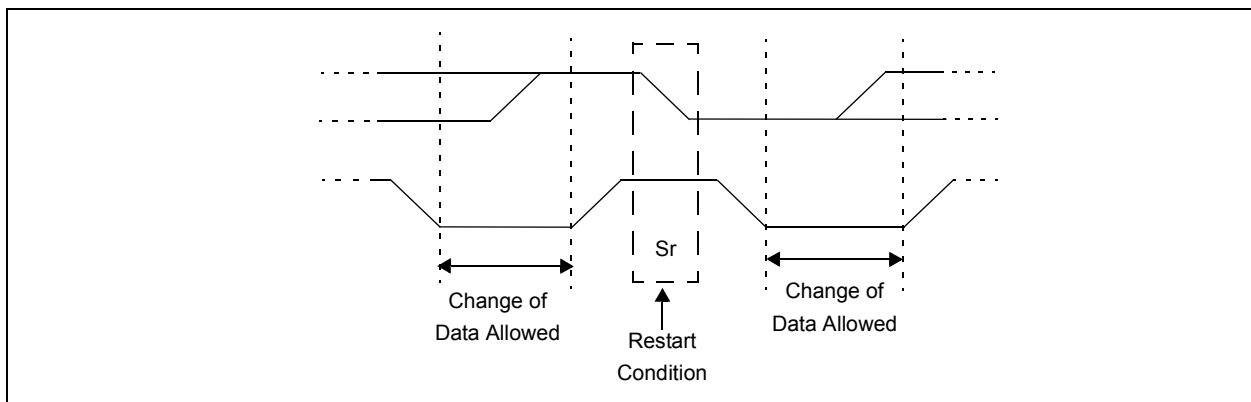 Sr
Change of
Data Allowed
Restart
Condition
Change of
Data Allowed